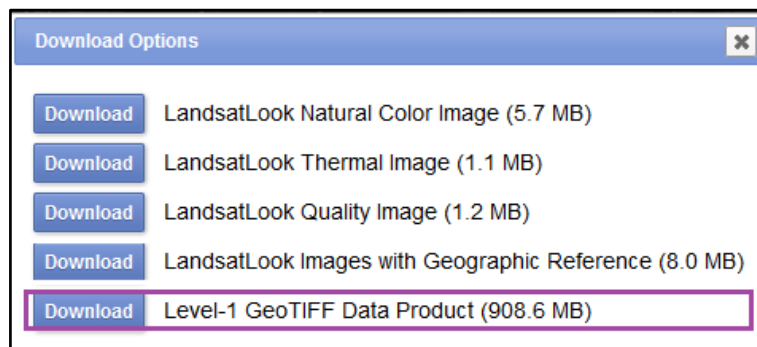 Download Options
Download LandsatLook Natural Color Image (5.7 MB)
Download LandsatLook Thermal Image (1.1 MB)
Download LandsatLook Quality Image (1.2 MB)
Download LandsatLook Images with Geographic Reference (8.0 MB)
Download Level-1 GeoTIFF Data Product (908.6 MB)